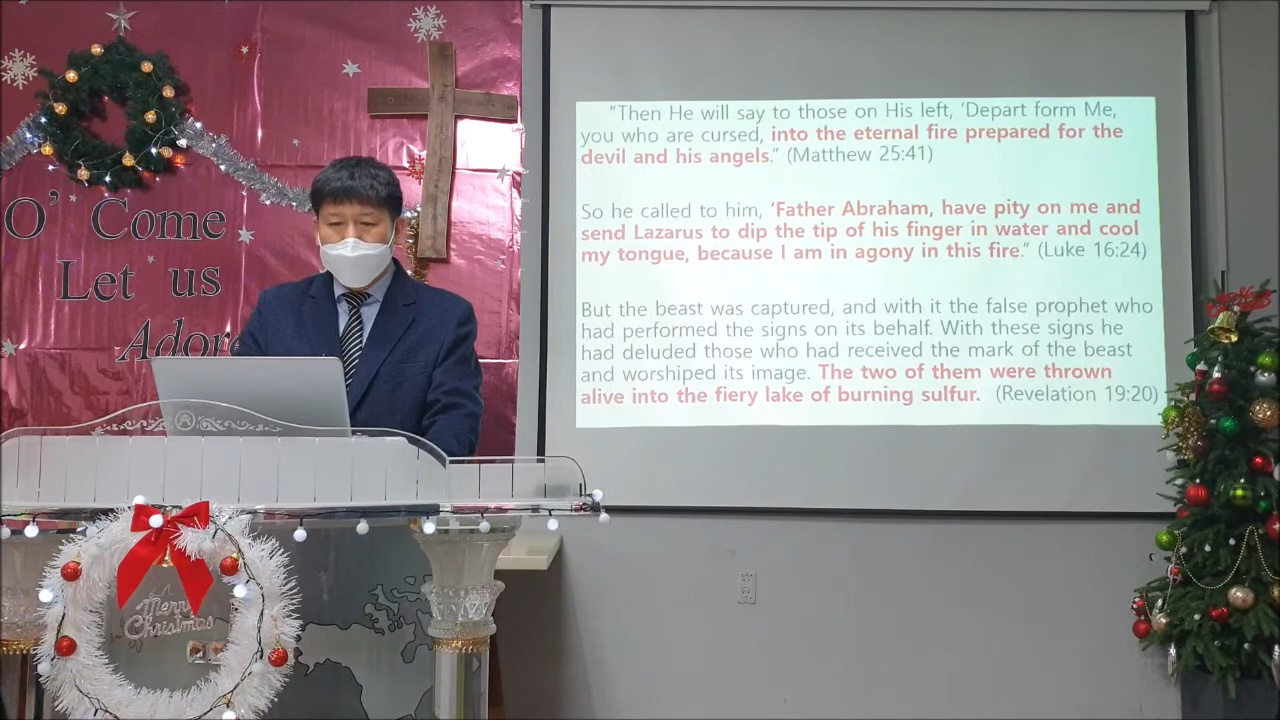 O' Come
Let us
Adore
"Then He will say to those on His left, 'Depart form Me,
you who are cursed, into the eternal fire prepared for the
devil and his angels." (Matthew 25:41)
So he called to him, 'Father Abraham, have pity on me and
send Lazarus to dip the tip of his finger in water and cool
my tongue, because I am in agony in this fire." (Luke 16:24)
But the beast was captured, and with it the false prophet who
had performed the signs on its behalf. With these signs he
had deluded those who had received the mark of the beast
and worshiped its image. The two of them were thrown
alive into the fiery lake of burning sulfur. (Revelation 19:20)
Merry
Christmas